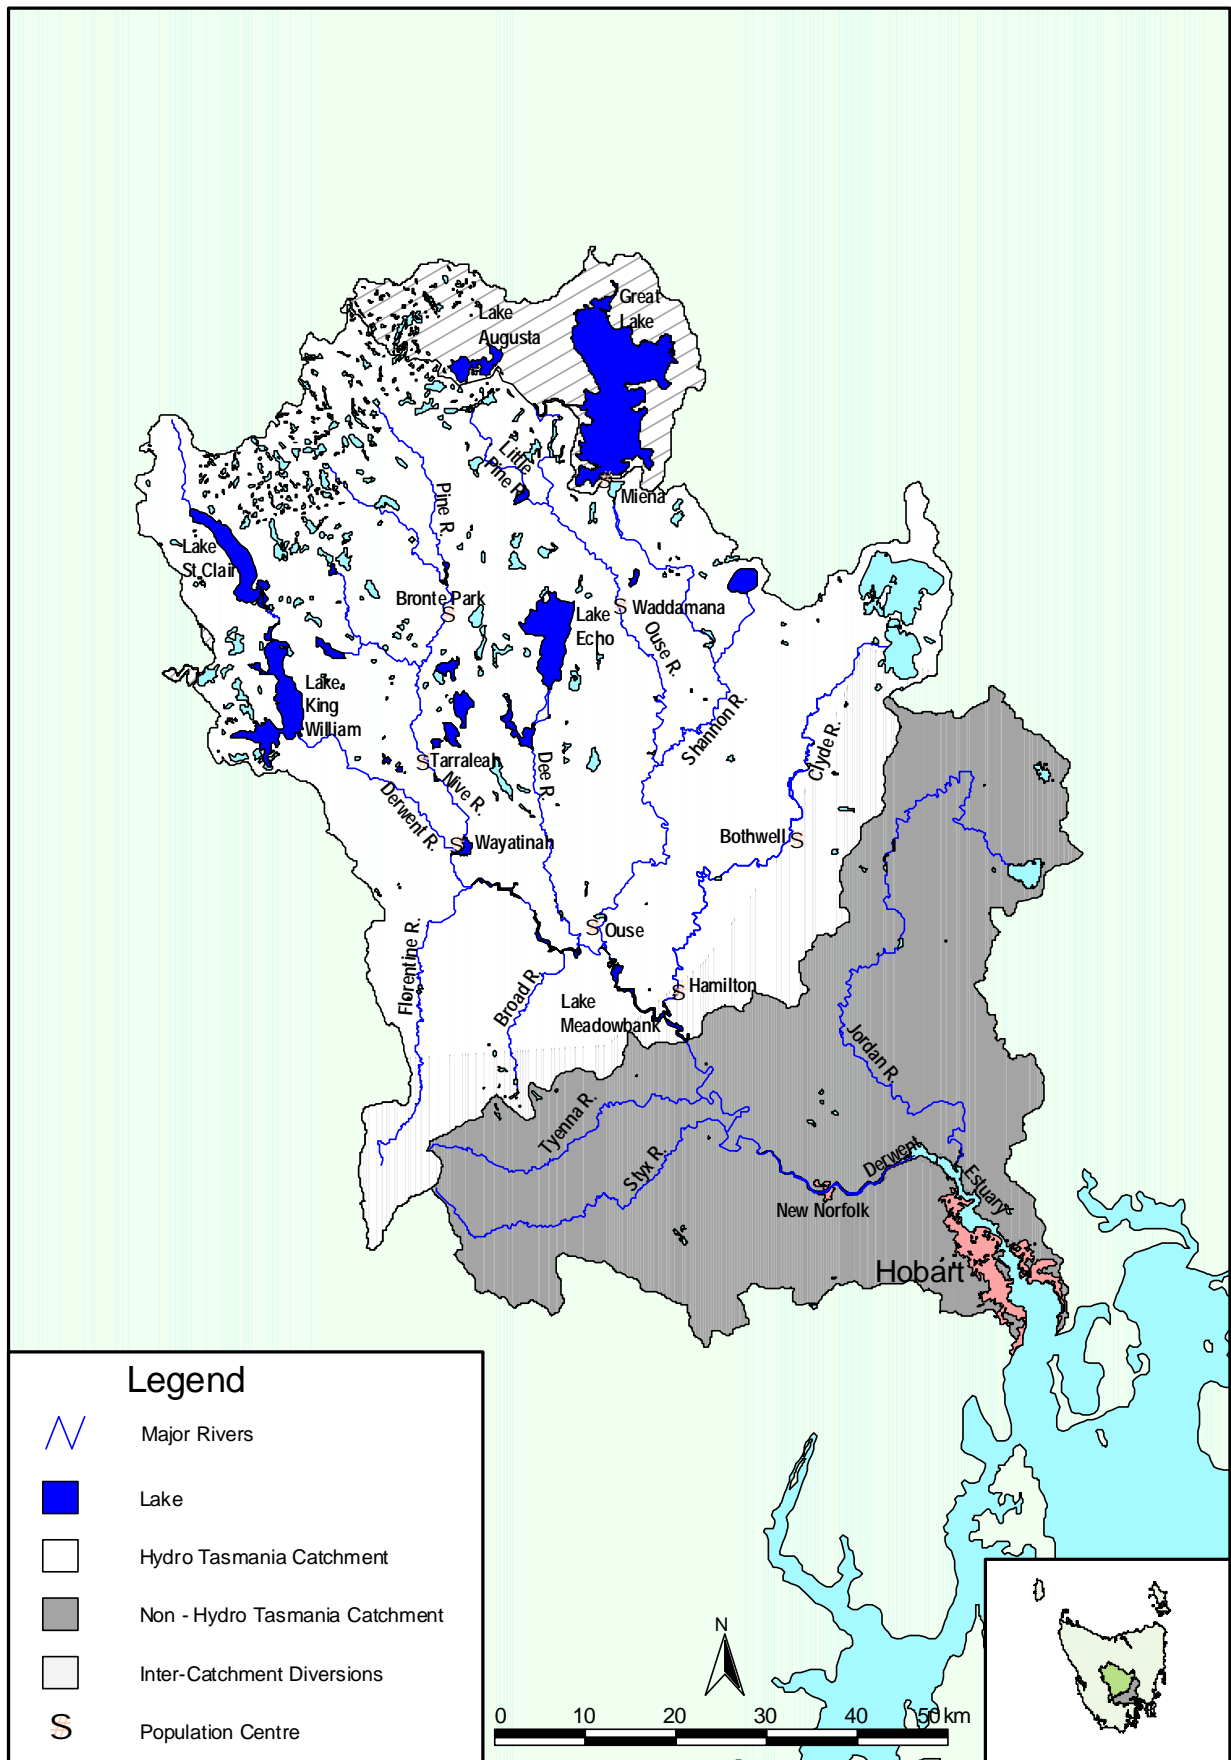 Great
Lake
Lake
Augusta
Little
Pine R.
Miena
Pine R.
Lake
St Clair
Bronte Park
Lake
Echo
Waddamana
Ouse R.
Lake
King
William
Shannon R.
Clyde R.
Tarraleah
Nive R.
Dee R.
Derwent R.
Wayatinah
Bothwell
Ouse
Florentine R.
Broad R.
Hamilton
Lake
Meadowbank
Jordan R.
Tyenna R.
Styx R.
Derwent
Estuary
New Norfolk
Hobart
Legend
Major Rivers
Lake
Hydro Tasmania Catchment
Non - Hydro Tasmania Catchment
Inter-Catchment Diversions
S Population Centre
N
0 10 20 30 40 50 km